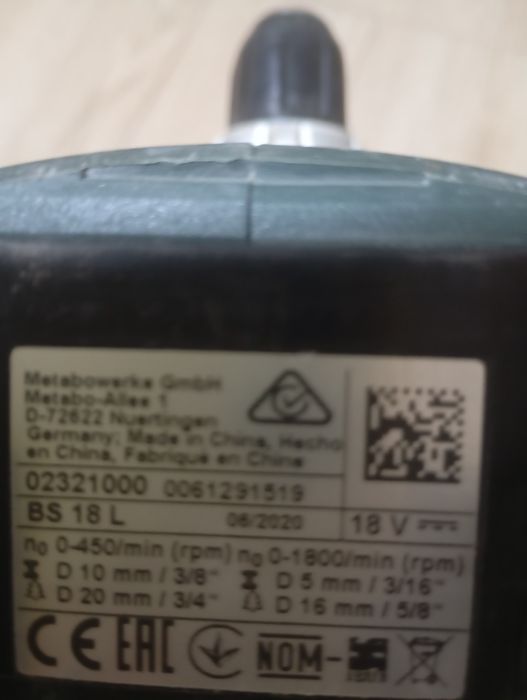 Metabowerke GmbH
Metabo-Allee 1
D-72622 Nuertingen
Germany; Made in China, Hecho
en China, Fabrique en Chine
02321000 0061291519
BS 18 L 06/2020 18 V
n0 0-450/min (rpm) n0 0-1800/min (rpm)
D 10 mm / 3/8" D 5 mm / 3/16"
D 20 mm / 3/4" D 16 mm / 5/8"
CE EAC NOM-